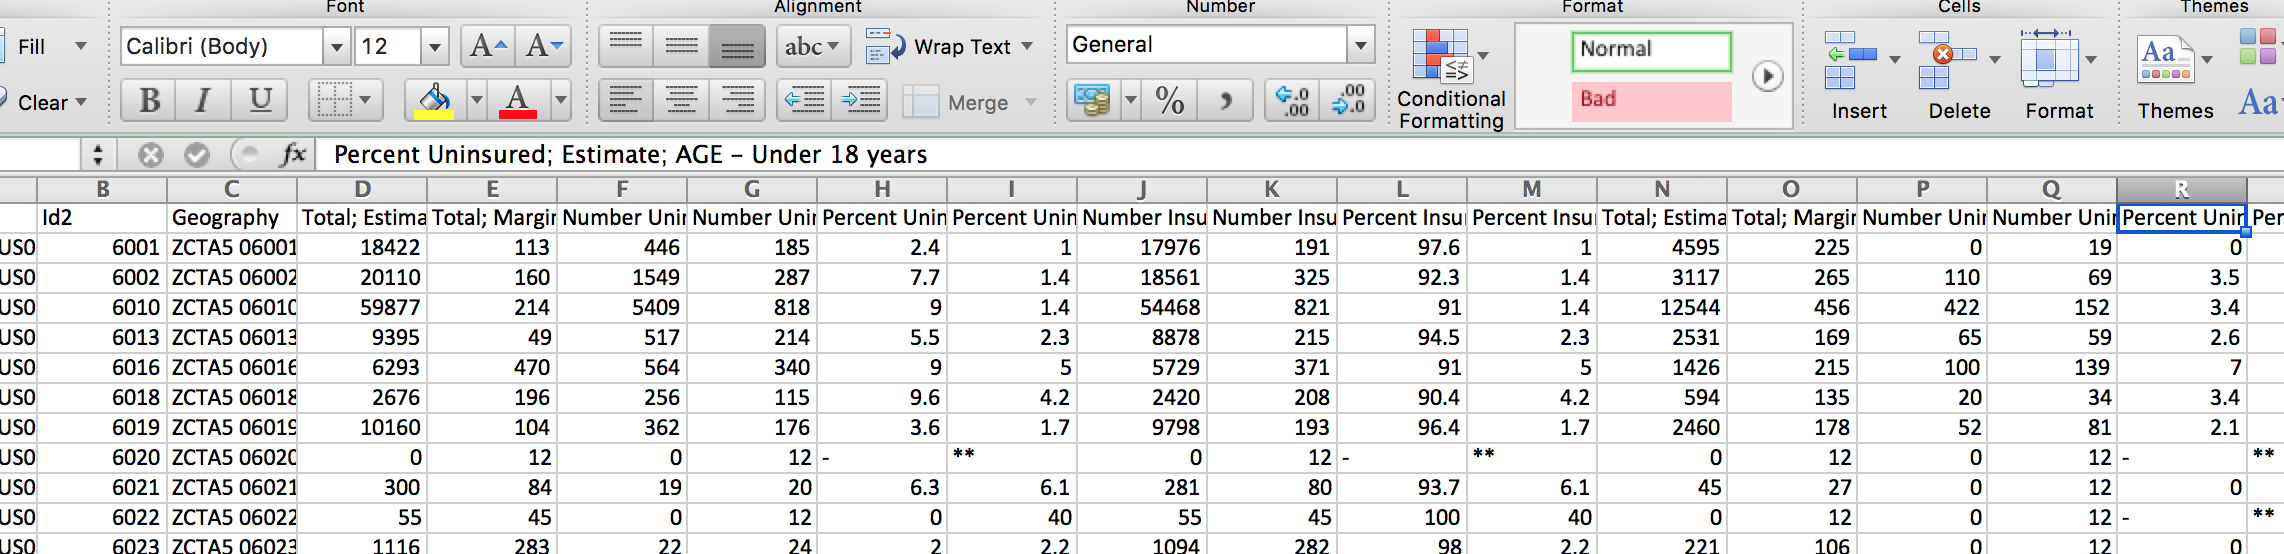 Font Alignment Number Format Cells Themes
Fill Calibri (Body) 12 A A abc Wrap Text General Normal
Clear B I U A Merge % , .0 .00 .00 .0 Conditional Formatting Bad Insert Delete Format Themes Aa
fx Percent Uninsured; Estimate; AGE – Under 18 years
B C D E F G H I J K L M N O P Q R
Id2 Geography Total; Estima Total; Margin Number Unin Number Unin Percent Unin Percent Unin Number Insu Number Insu Percent Insu Percent Insu Total; Estima Total; Margin Number Unin Number Unin Percent Unin Per
US0 6001 ZCTA5 06001 18422 113 446 185 2.4 1 17976 191 97.6 1 4595 225 0 19 0
US0 6002 ZCTA5 06002 20110 160 1549 287 7.7 1.4 18561 325 92.3 1.4 3117 265 110 69 3.5
US0 6010 ZCTA5 06010 59877 214 5409 818 9 1.4 54468 821 91 1.4 12544 456 422 152 3.4
US0 6013 ZCTA5 06013 9395 49 517 214 5.5 2.3 8878 215 94.5 2.3 2531 169 65 59 2.6
US0 6016 ZCTA5 06016 6293 470 564 340 9 5 5729 371 91 5 1426 215 100 139 7
US0 6018 ZCTA5 06018 2676 196 256 115 9.6 4.2 2420 208 90.4 4.2 594 135 20 34 3.4
US0 6019 ZCTA5 06019 10160 104 362 176 3.6 1.7 9798 193 96.4 1.7 2460 178 52 81 2.1
US0 6020 ZCTA5 06020 0 12 0 12 - ** 0 12 - ** 0 12 0 12 - **
US0 6021 ZCTA5 06021 300 84 19 20 6.3 6.1 281 80 93.7 6.1 45 27 0 12 0
US0 6022 ZCTA5 06022 55 45 0 12 0 40 55 45 100 40 0 12 0 12 - **
US0 6023 ZCTA5 06023 1116 283 22 24 2 2.2 1094 282 98 2.2 221 106 0 12 0